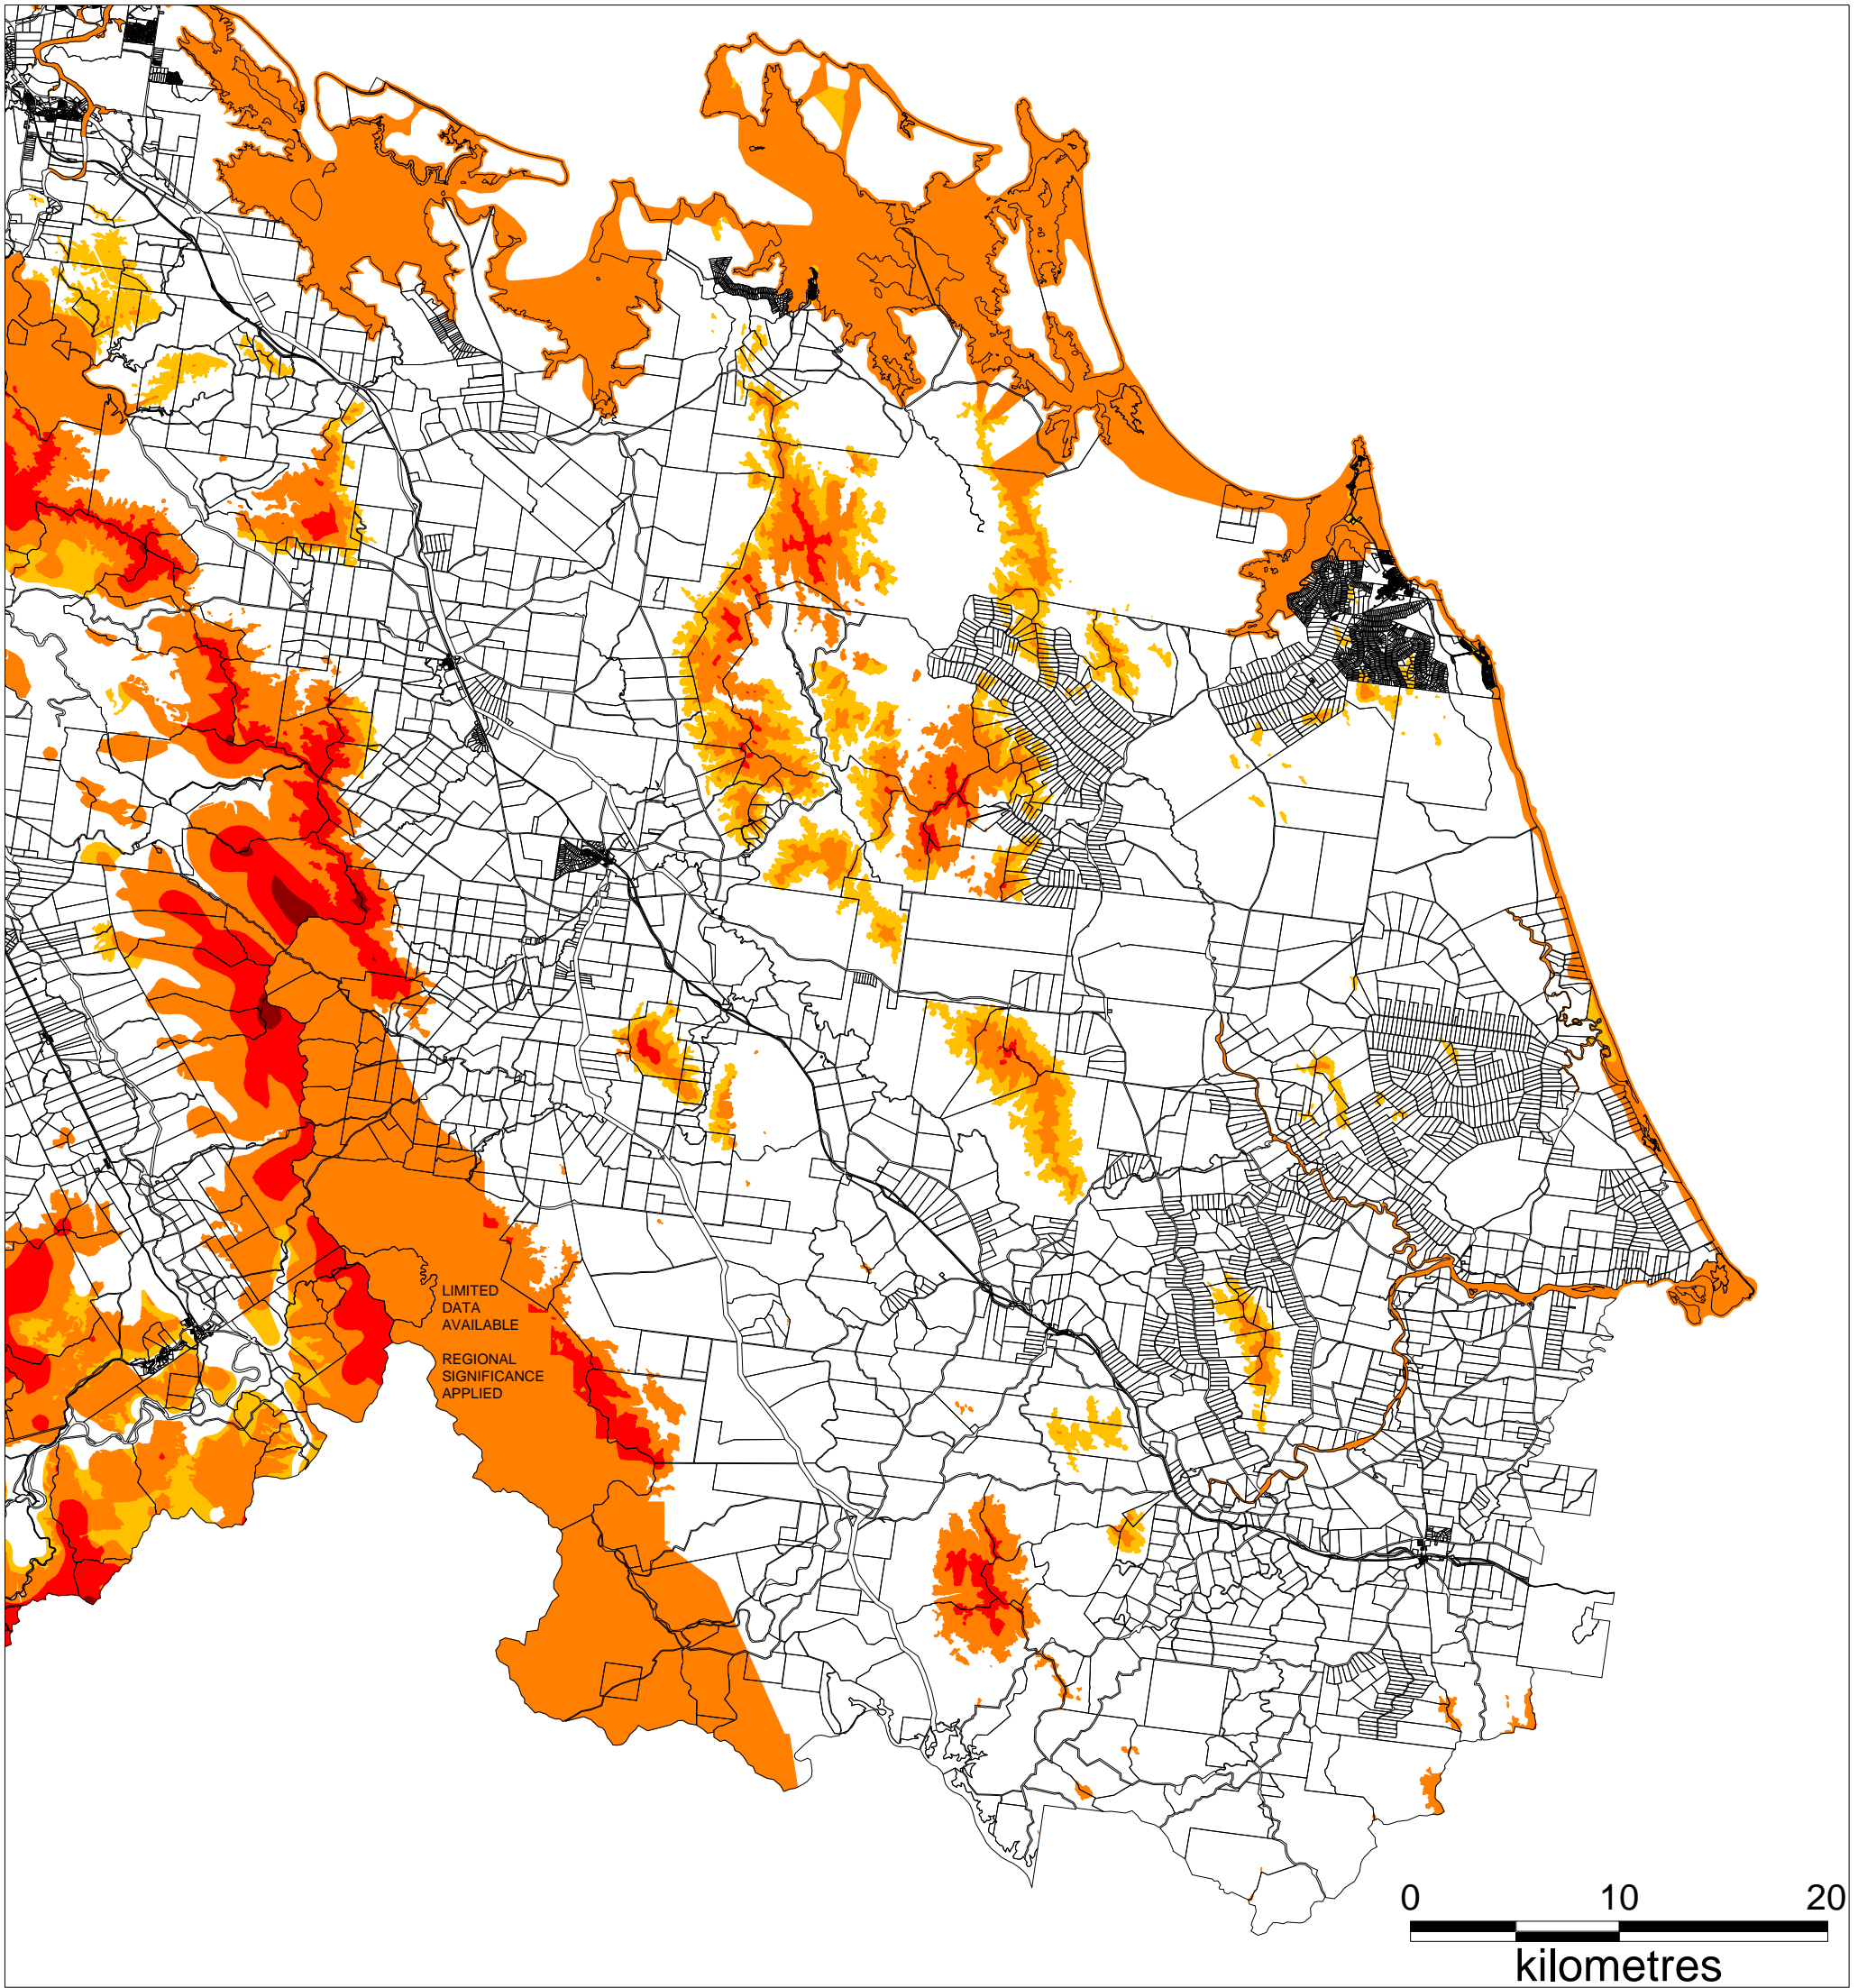 LIMITED
DATA
AVAILABLE
REGIONAL
SIGNIFICANCE
APPLIED
0 10 20
kilometres